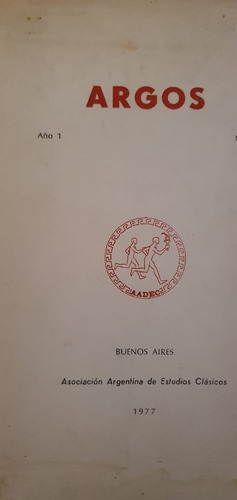 ARGOS
Año 1
AADEC
BUENOS AIRES
Asociación Argentina de Estudios Clásicos
1977